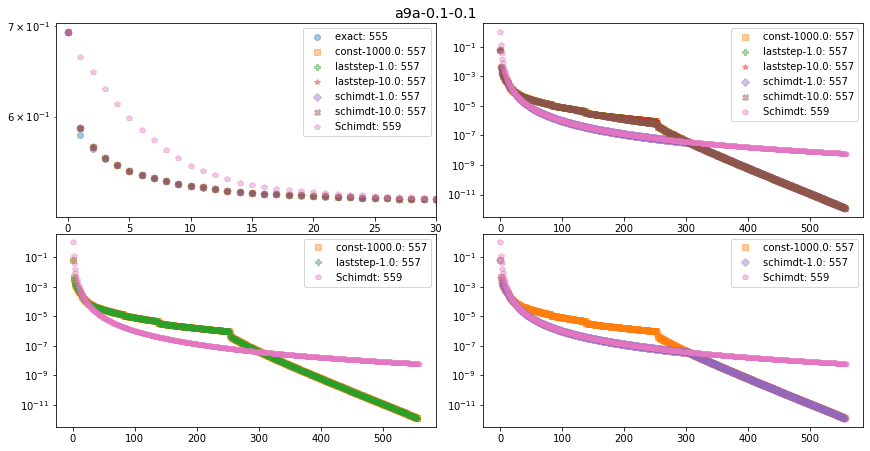 a9a-0.1-0.1
7 × 10⁻¹
6 × 10⁻¹
exact: 555
const-1000.0: 557
laststep-1.0: 557
laststep-10.0: 557
schimdt-1.0: 557
schimdt-10.0: 557
Schimdt: 559
0 5 10 15 20 25 30
10⁻¹
10⁻³
10⁻⁵
10⁻⁷
10⁻⁹
10⁻¹¹
const-1000.0: 557
laststep-1.0: 557
laststep-10.0: 557
schimdt-1.0: 557
schimdt-10.0: 557
Schimdt: 559
0 100 200 300 400 500
10⁻¹
10⁻³
10⁻⁵
10⁻⁷
10⁻⁹
10⁻¹¹
const-1000.0: 557
laststep-1.0: 557
Schimdt: 559
0 100 200 300 400 500
10⁻¹
10⁻³
10⁻⁵
10⁻⁷
10⁻⁹
10⁻¹¹
const-1000.0: 557
schimdt-1.0: 557
Schimdt: 559
0 100 200 300 400 500